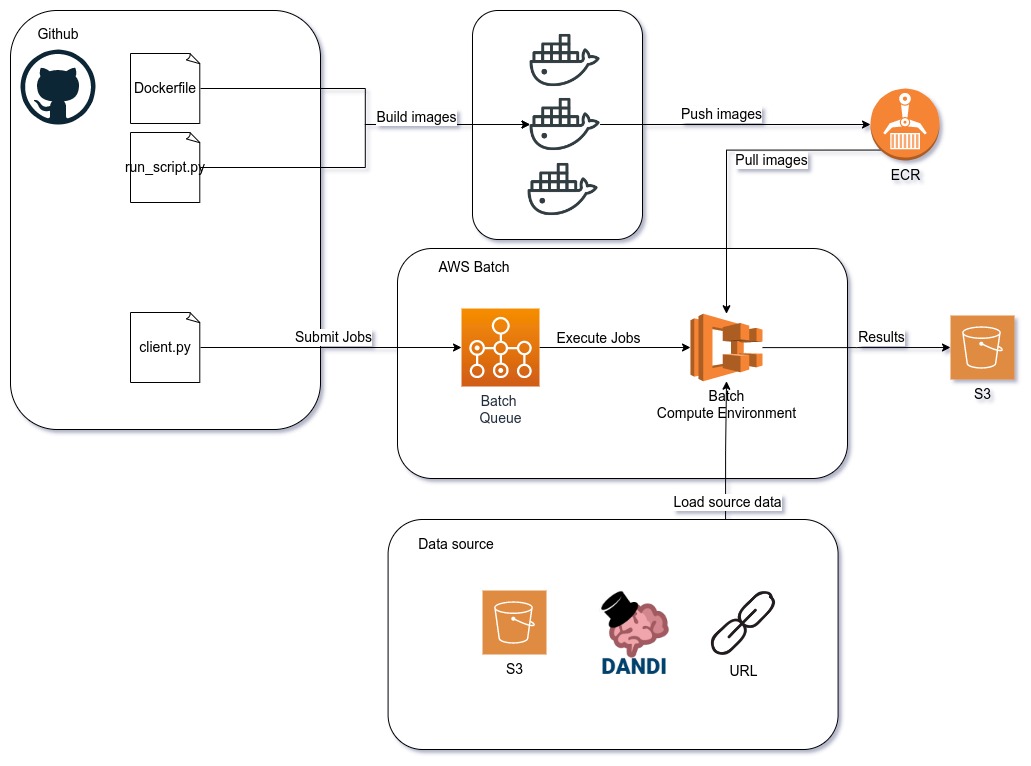 Github
Dockerfile
run_script.py
Build images
Push images
Pull images
ECR
AWS Batch
client.py
Submit Jobs
Execute Jobs
Results
Batch
Queue
Batch
Compute Environment
S3
Load source data
Data source
S3
DANDI
URL